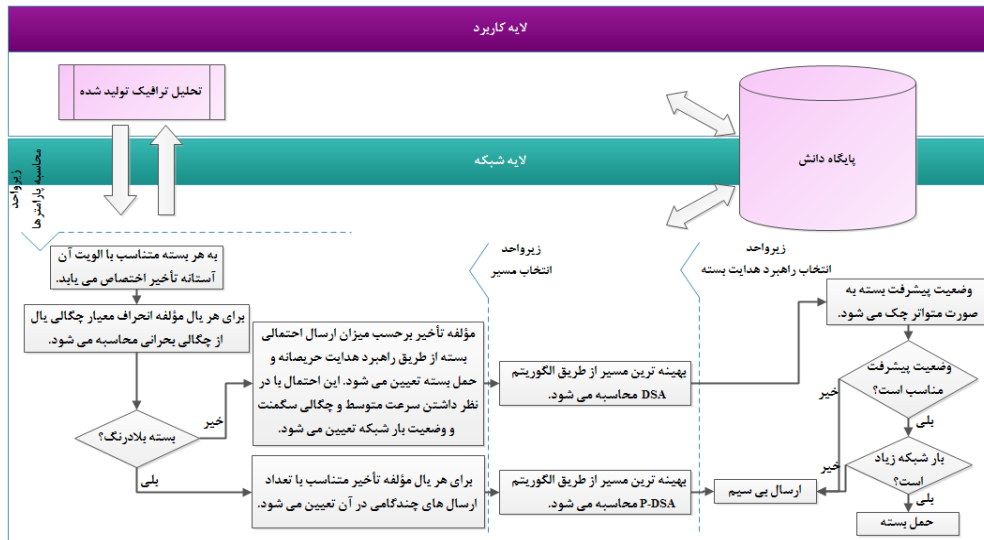 لایه کاربرد
تحلیل ترافیک تولید شده
پایگاه دانش
لایه شبکه
زیرواحد
محاسبه پارامترها
زیرواحد
انتخاب مسیر
زیرواحد
انتخاب راهبرد هدایت بسته
به هر بسته متناسب با الویت آن
آستانه تأخیر اختصاص می یابد.
برای هر یال مؤلفه انحراف معیار چگالی یال
از چگالی بحرانی محاسبه می شود.
بسته بلادرنگ؟
خیر
بلی
مؤلفه تأخیر برحسب میزان ارسال احتمالی
بسته از طریق راهبرد هدایت حریصانه و
حمل بسته تعیین می شود. این احتمال با در
نظر داشتن سرعت متوسط و چگالی سگمنت
و وضعیت بار شبکه تعیین می شود.
برای هر یال مؤلفه تأخیر متناسب با تعداد
ارسال های چندگامی در آن تعیین می شود.
بهینه ترین مسیر از طریق الگوریتم
DSA محاسبه می شود.
بهینه ترین مسیر از طریق الگوریتم
P-DSA محاسبه می شود.
وضعیت پیشرفت بسته به
صورت متواتر چک می شود.
وضعیت پیشرفت
مناسب است؟
خیر
بلی
بار شبکه زیاد
است؟
خیر
بلی
ارسال بی سیم
حمل بسته